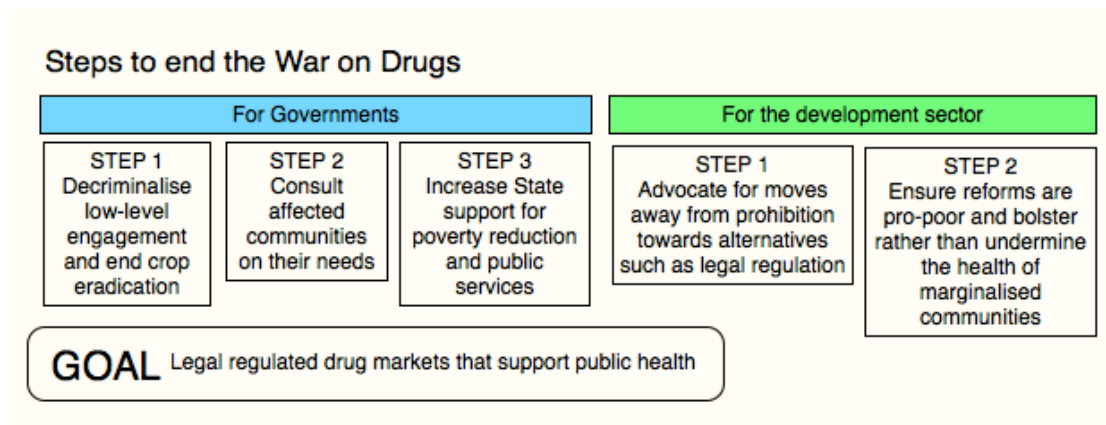 Steps to end the War on Drugs
For Governments
STEP 1
Decriminalise
low-level
engagement
and end crop
eradication
STEP 2
Consult
affected
communities
on their needs
STEP 3
Increase State
support for
poverty reduction
and public
services
For the development sector
STEP 1
Advocate for moves
away from prohibition
towards alternatives
such as legal regulation
STEP 2
Ensure reforms are
pro-poor and bolster
rather than undermine
the health of
marginalised
communities
GOAL Legal regulated drug markets that support public health